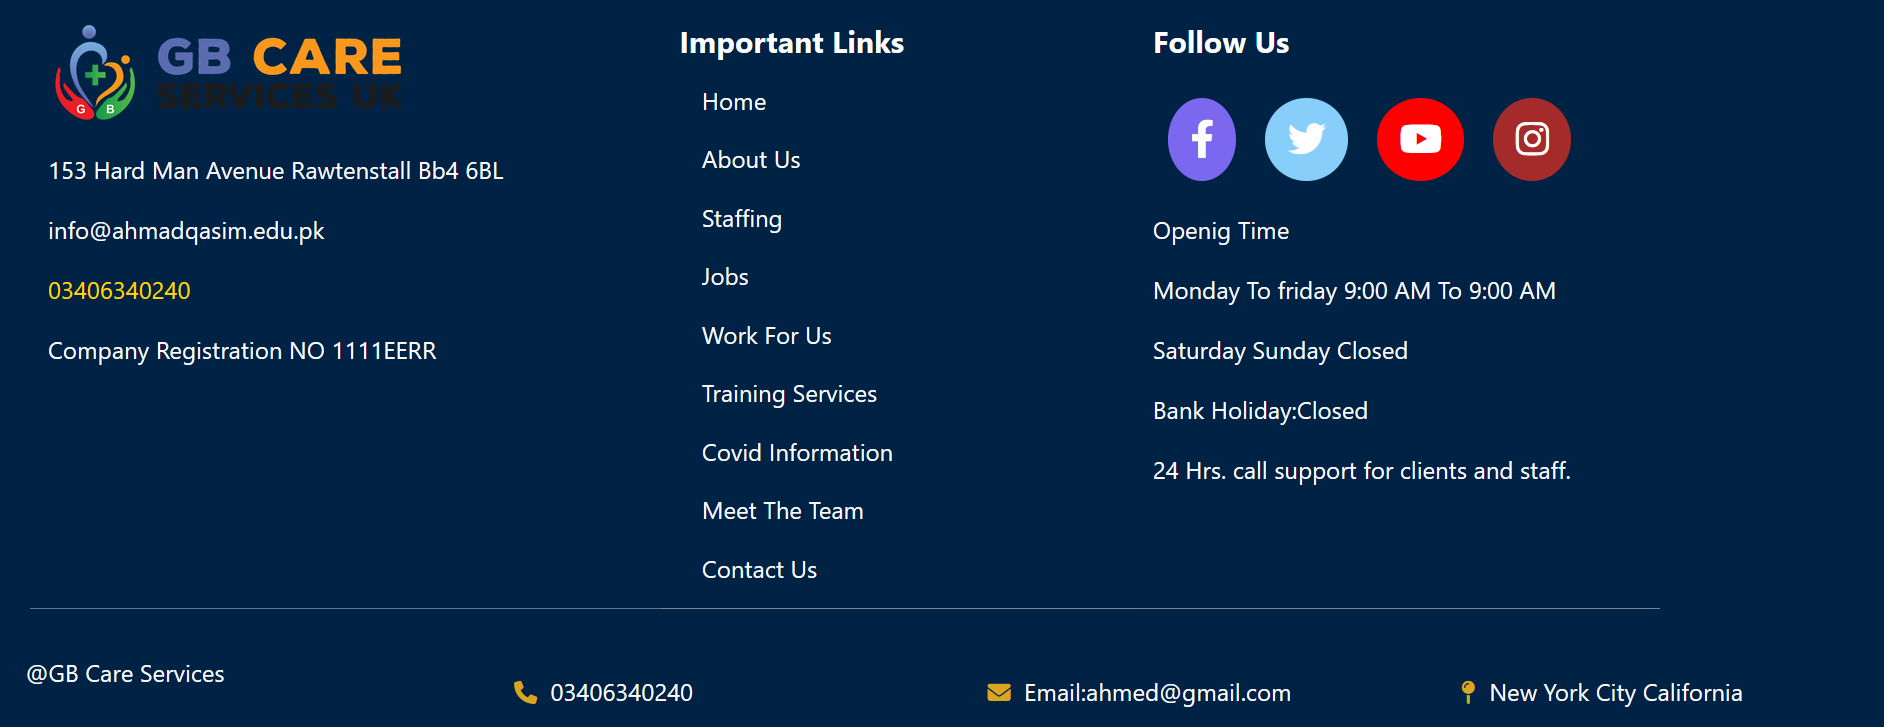 GB CARE
SERVICES UK
G B
153 Hard Man Avenue Rawtenstall Bb4 6BL
info@ahmadqasim.edu.pk
03406340240
Company Registration NO 1111EERR
Important Links
Home
About Us
Staffing
Jobs
Work For Us
Training Services
Covid Information
Meet The Team
Contact Us
Follow Us
Openig Time
Monday To friday 9:00 AM To 9:00 AM
Saturday Sunday Closed
Bank Holiday:Closed
24 Hrs. call support for clients and staff.
@GB Care Services
03406340240
Email:ahmed@gmail.com
New York City California